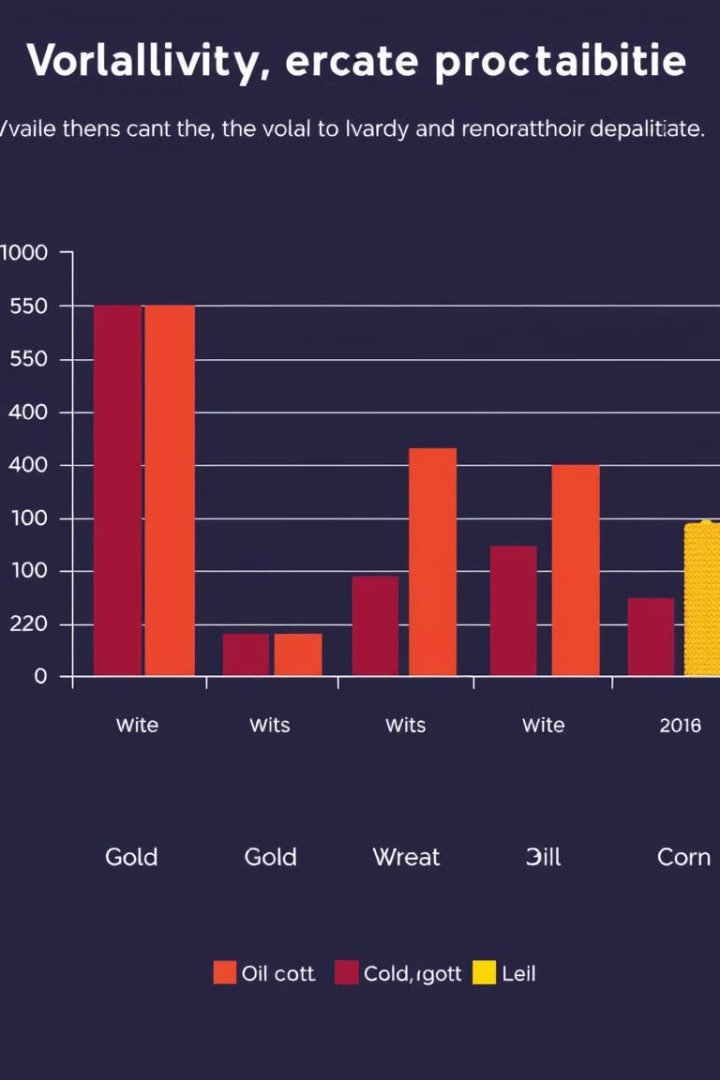 Vorlallivity, ercate proctaibitie
Vvaile thens cant the, the volal to lvardy and renoratthoir depalitiate.
1000
550
550
400
400
100
100
220
0
Wite Wits Wits Wite 2016
Gold Gold Wreat Эill Corn
Oil cott Cold,rgott Leil